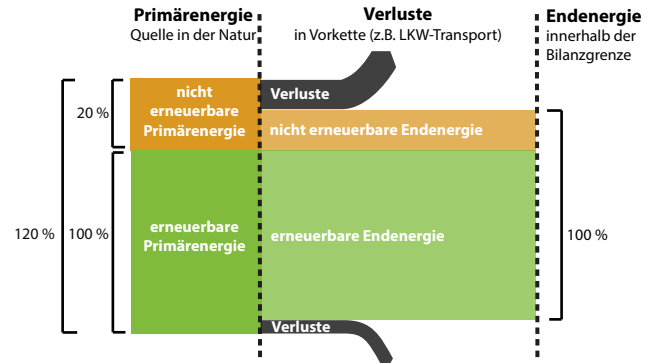 Primärenergie
Quelle in der Natur
Verluste
in Vorkette (z.B. LKW-Transport)
Endenergie
innerhalb der
Bilanzgrenze
nicht
erneuerbare
Primärenergie
Verluste
20 %
nicht erneuerbare Endenergie
120 %
100 %
erneuerbare
Primärenergie
erneuerbare Endenergie
100 %
Verluste